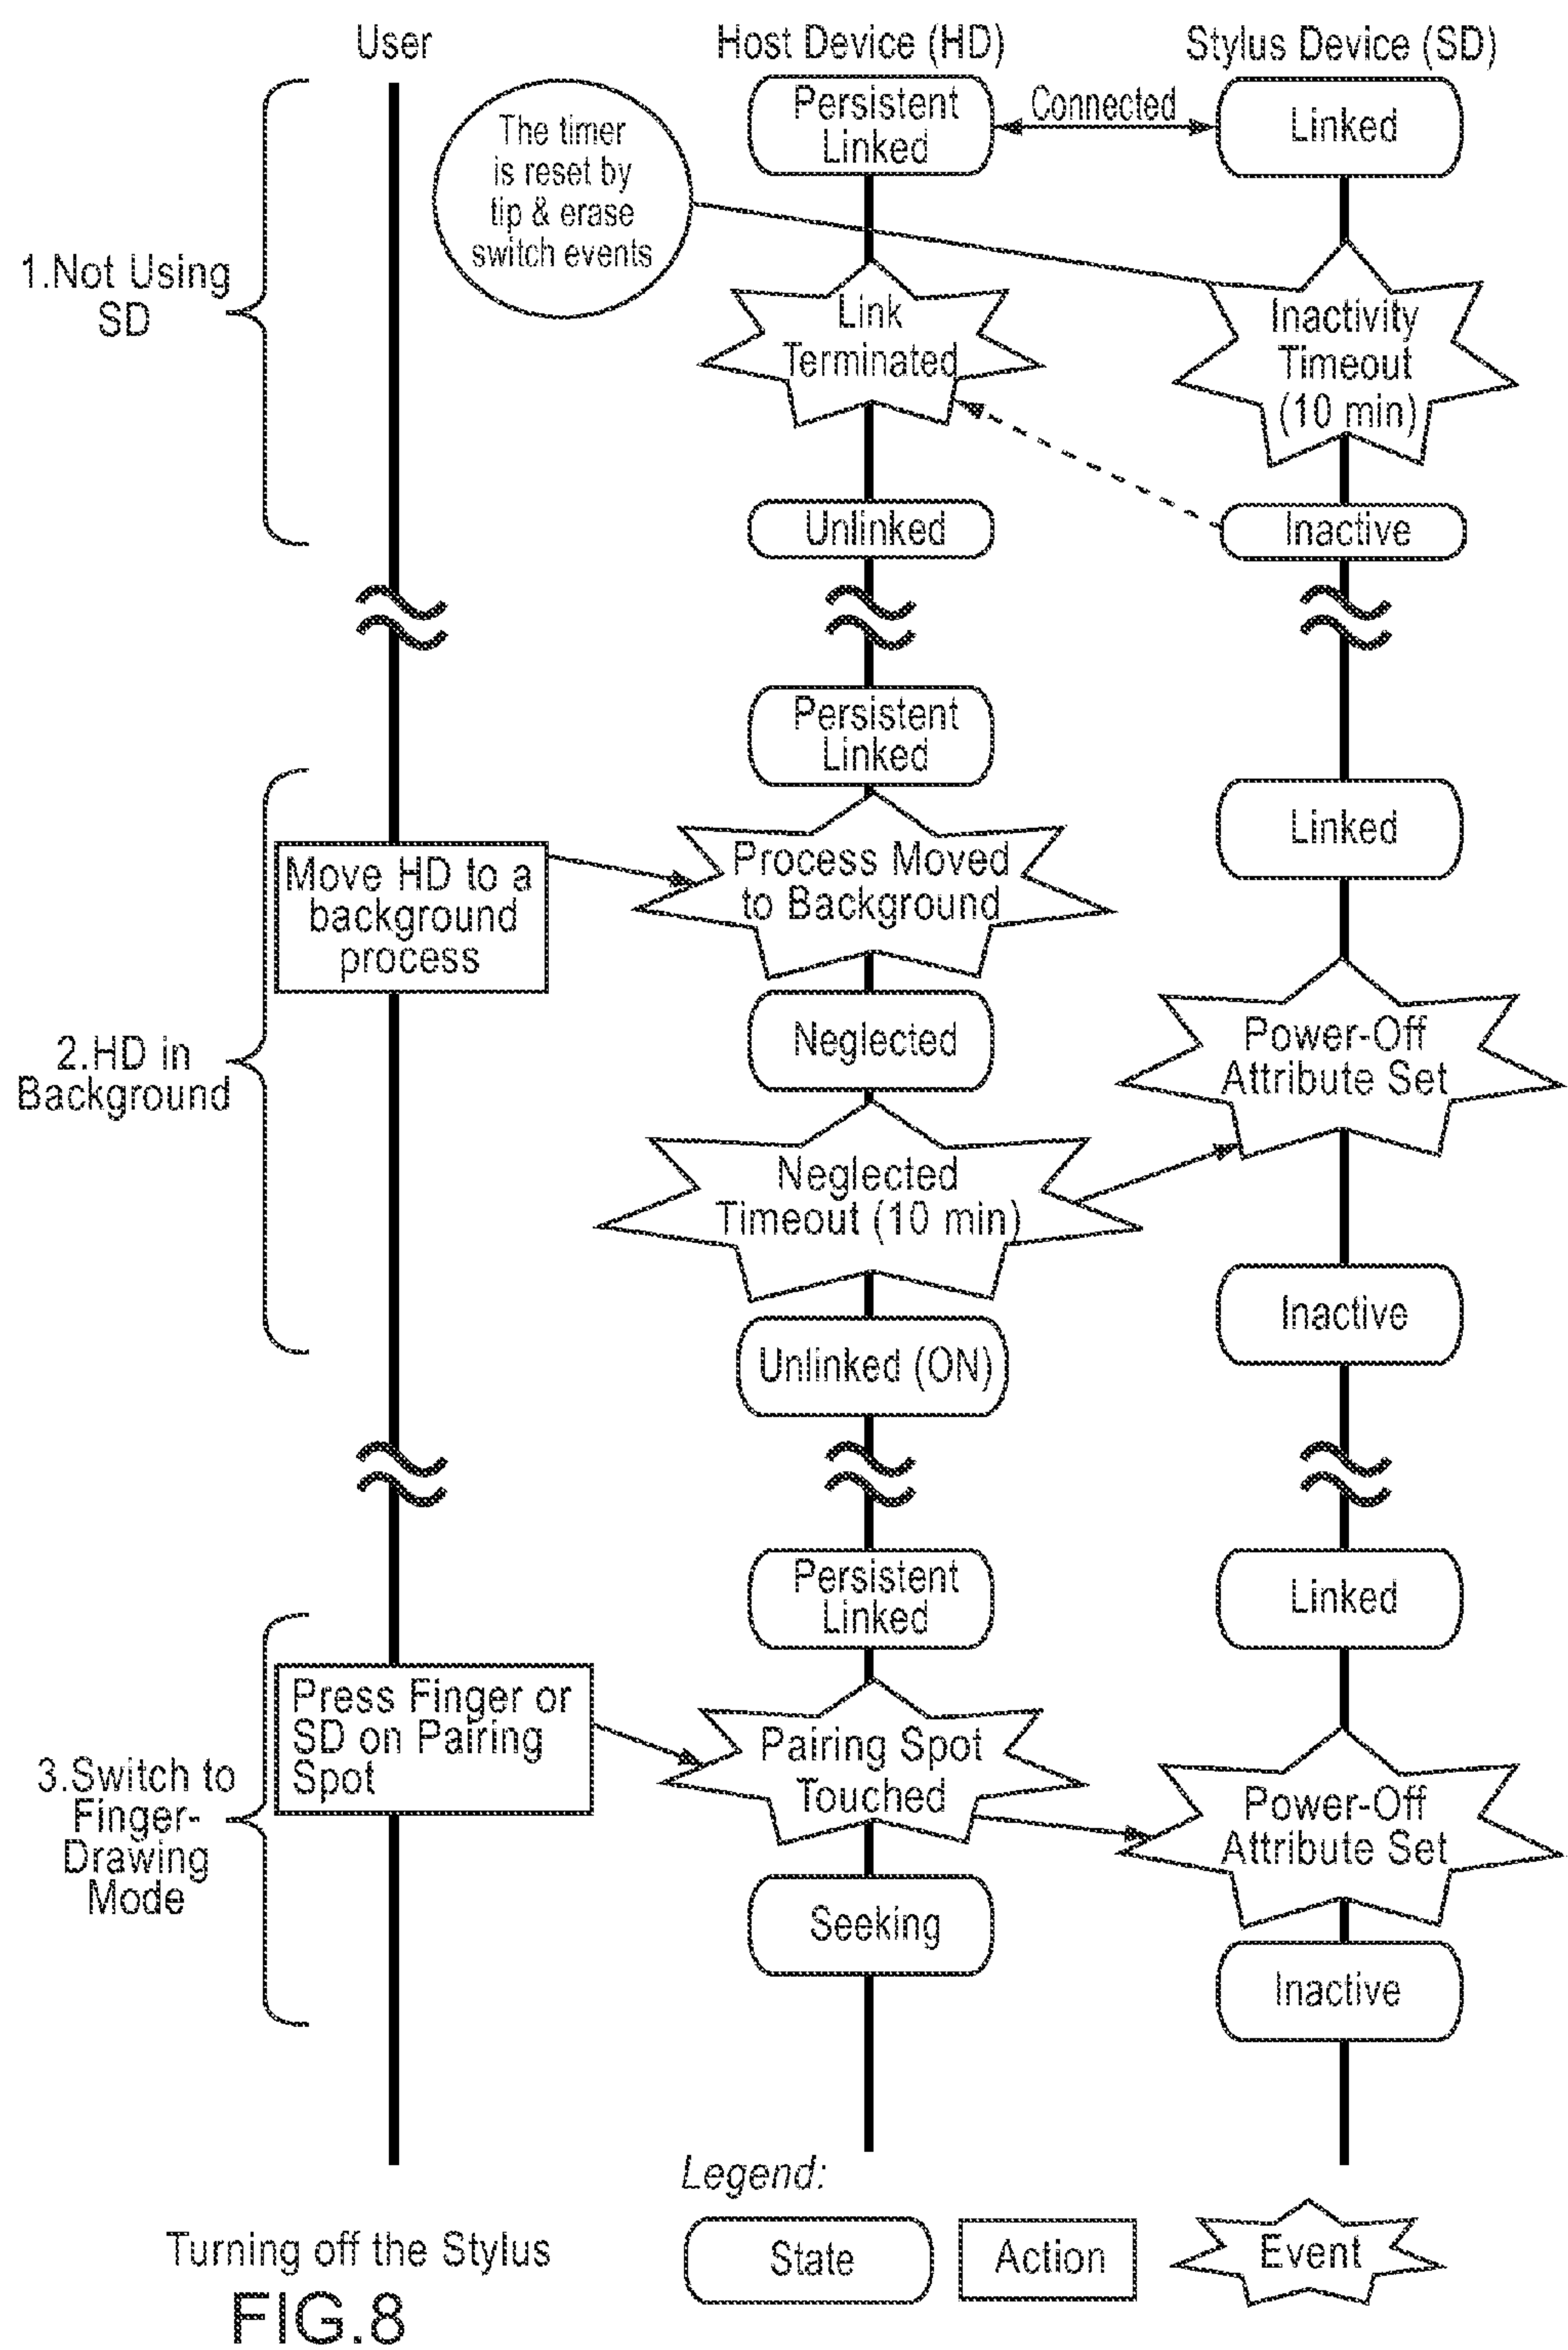 User
Host Device (HD)
Stylus Device (SD)
Persistent
Linked
Connected
Linked
The timer
is reset by
tip & erase
switch events
1.Not Using
SD
Link
Terminated
Inactivity
Timeout
(10 min)
Unlinked
Inactive
Persistent
Linked
Linked
Move HD to a
background
process
Process Moved
to Background
2.HD in
Background
Neglected
Power-Off
Attribute Set
Neglected
Timeout (10 min)
Inactive
Unlinked (ON)
Persistent
Linked
Linked
Press Finger or
SD on Pairing
Spot
Pairing Spot
Touched
3.Switch to
Finger-
Drawing
Mode
Power-Off
Attribute Set
Seeking
Inactive
Legend:
State
Action
Event
Turning off the Stylus
FIG.8